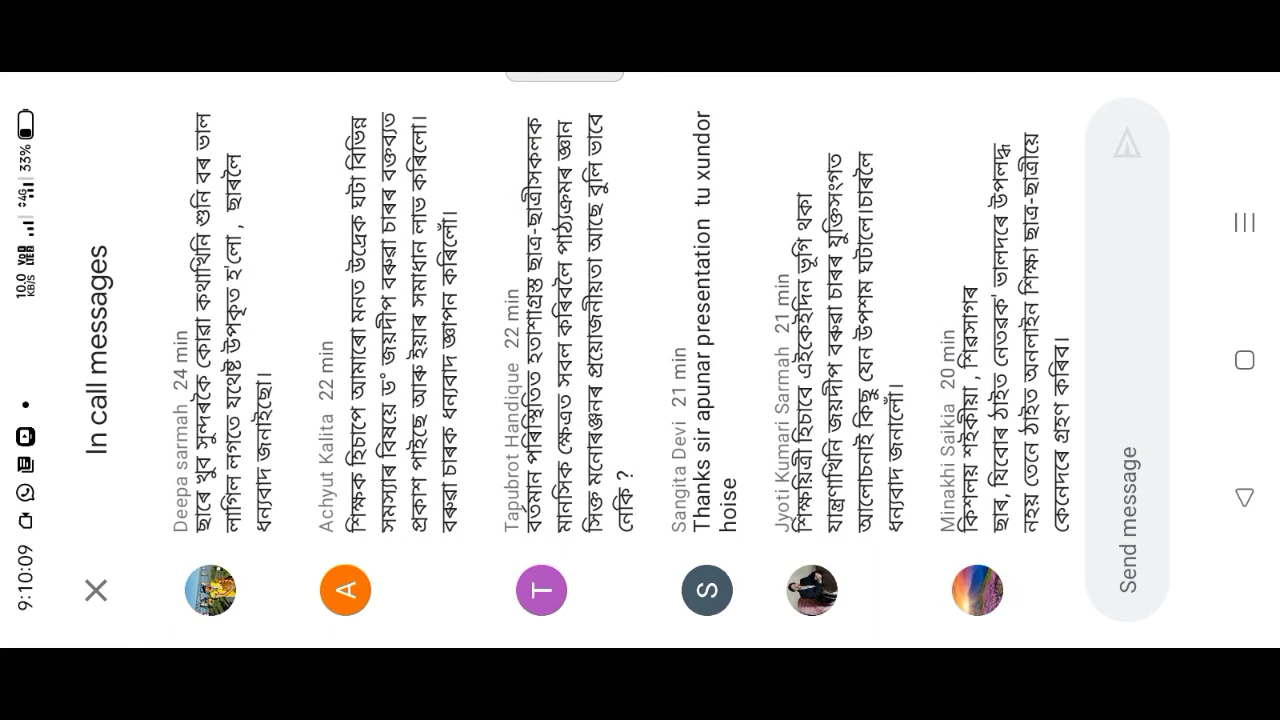 9:10:09
10.0 KB/S
VoD LTE2
4G
33%
In call messages
Deepa sarmah 24 min
ছাৰে খুব সুন্দৰকৈ কোৱা কথাখিনি শুনি বৰ ভাল
লাগিল লগতে যথেষ্ট উপকৃত হ'লো , ছাৰলৈ
ধন্যবাদ জনাইছো।
A
Achyut Kalita 22 min
শিক্ষক হিচাপে আমাৰো মনত উদ্ৰেক ঘটা বিভিন্ন
সমস্যাৰ বিষয়ে ড° জয়দীপ বৰুৱা চাৰৰ বক্তব্যত
প্ৰকাশ পাইছে আৰু ইয়াৰ সমাধান লাভ কৰিলো।
বৰুৱা চাৰক ধন্যবাদ জ্ঞাপন কৰিলোঁ।
T
Tapubrot Handique 22 min
বৰ্তমান পৰিস্থিতিত হতাশাগ্ৰস্ত ছাত্ৰ-ছাত্ৰীসকলক
মানসিক ক্ষেত্ৰত সবল কৰিবলৈ পাঠ্যক্ৰমৰ জ্ঞান
সিক্ত মনোৰঞ্জনৰ প্ৰয়োজনীয়তা আছে বুলি ভাবে
নেকি ?
S
Sangita Devi 21 min
Thanks sir apunar presentation tu xundor
hoise
Jyoti Kumari Sarmah 21 min
শিক্ষয়িত্ৰী হিচাবে এইকেইদিন ভূগি থকা
যান্ত্ৰণাখিনি জয়দীপ বৰুৱা চাৰৰ যুক্তিসংগত
আলোচনাই কিছু যেন উপশম ঘটালে।চাৰলৈ
ধন্যবাদ জনালোঁ।
Minakhi Saikia 20 min
কিশলয় শইকীয়া , শিৱসাগৰ
ছাৰ, যিবোৰ ঠাইত নেতৱৰ্ক' ভালদৰে উপলদ্ধ
নহয় তেনে ঠাইত অনলাইন শিক্ষা ছাত্ৰ-ছাত্ৰীয়ে
কেনেদৰে গ্ৰহণ কৰিব।
Send message